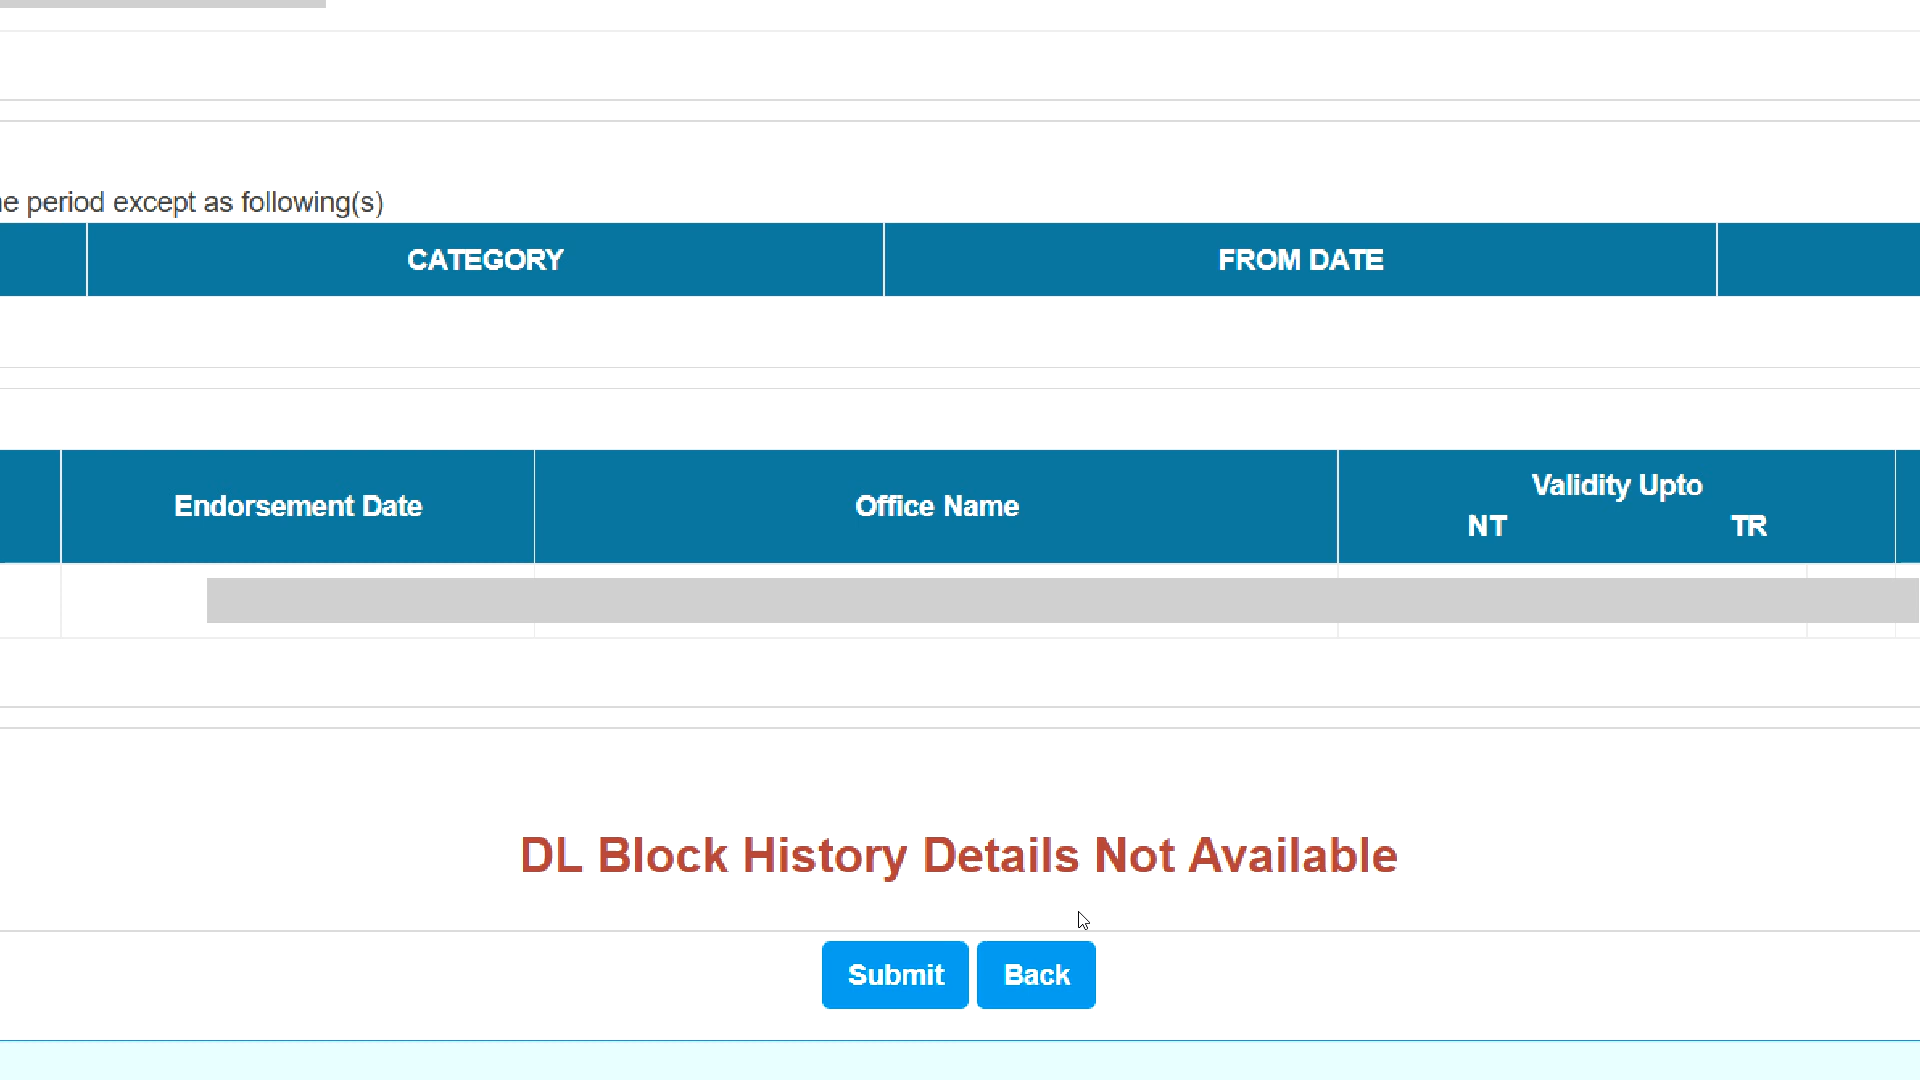 period except as following(s)
CATEGORY FROM DATE
Endorsement Date Office Name Validity Upto
NT TR
DL Block History Details Not Available
Submit Back